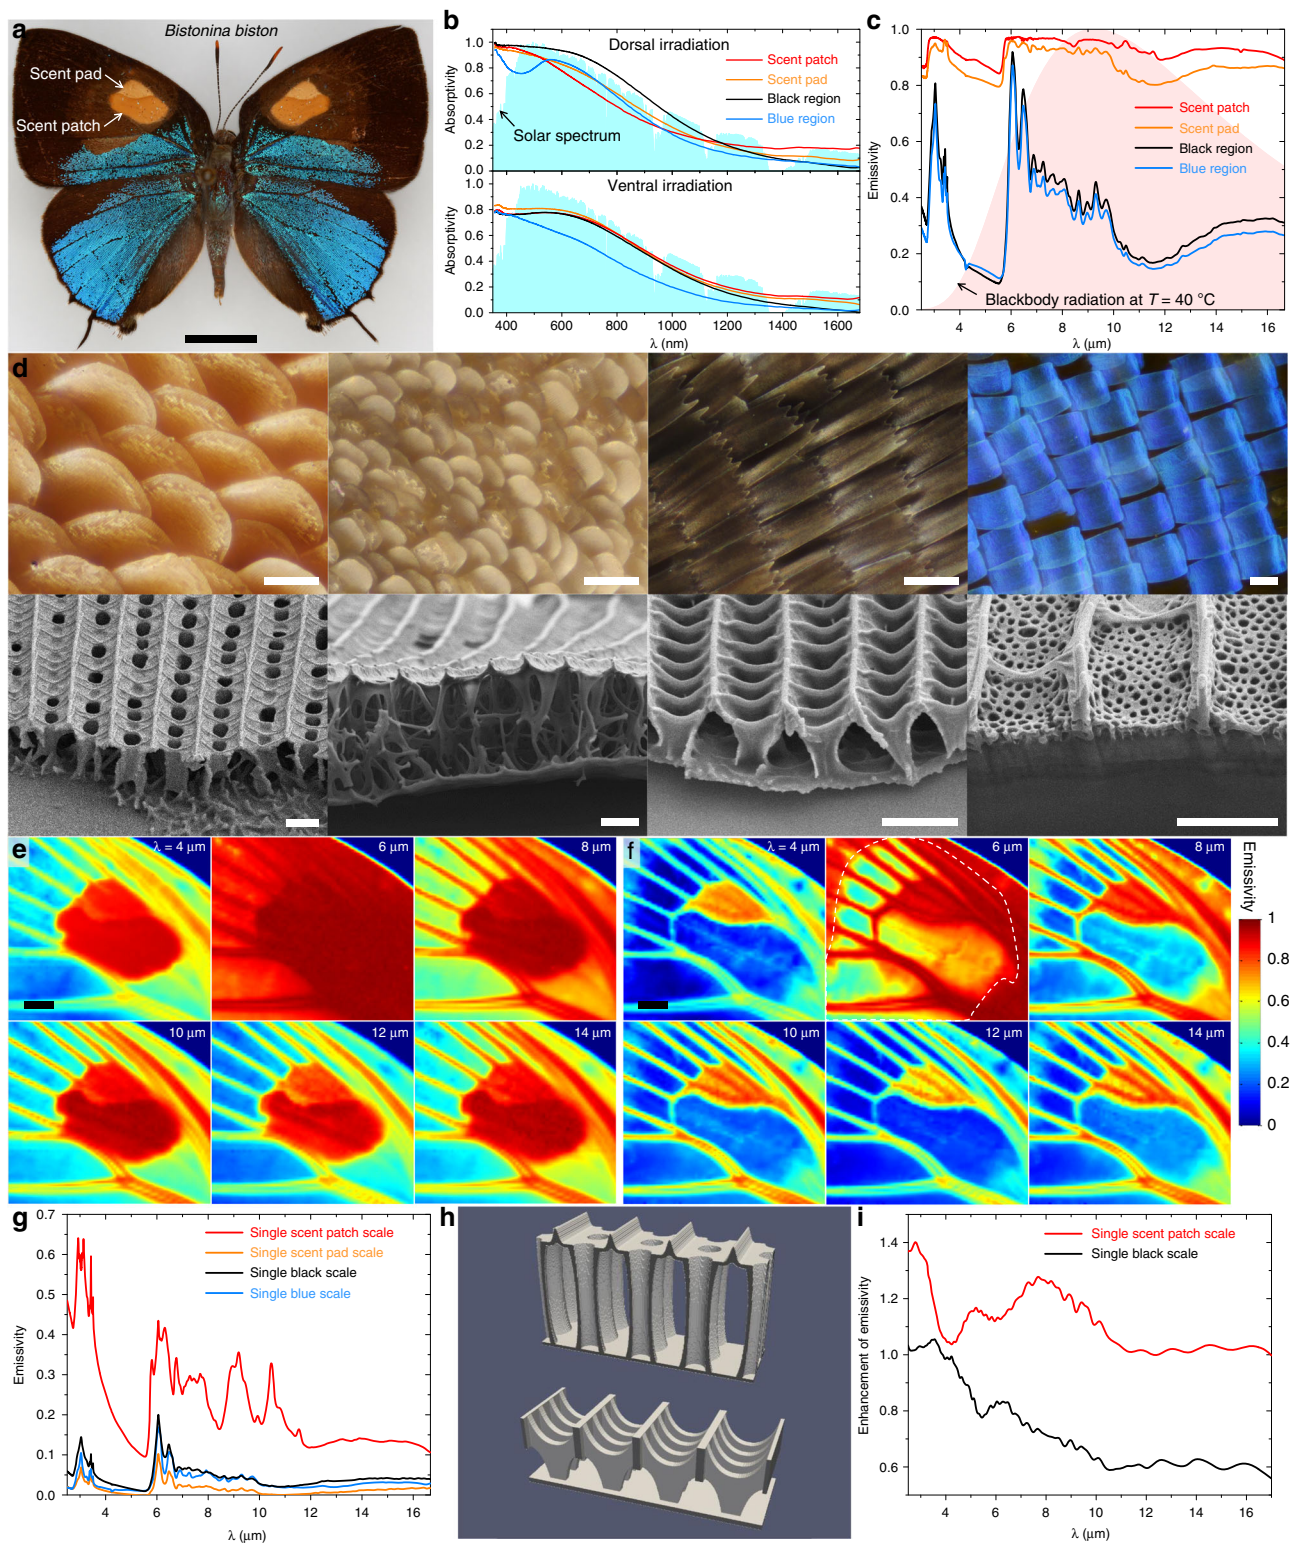 a
Bistonina biston
Scent pad
Scent patch
b
Dorsal irradiation
Scent patch
Scent pad
Black region
Blue region
Solar spectrum
Absorptivity
1.0
0.8
0.6
0.4
0.2
0.0
Ventral irradiation
Absorptivity
1.0
0.8
0.6
0.4
0.2
0.0
400 600 800 1000 1200 1400 1600
λ (nm)
c
Scent patch
Scent pad
Black region
Blue region
Blackbody radiation at T = 40 °C
Emissivity
1.0
0.8
0.6
0.4
0.2
0.0
4 6 8 10 12 14 16
λ (μm)
d
e
λ = 4 μm
6 μm
8 μm
10 μm
12 μm
14 μm
f
λ = 4 μm
6 μm
8 μm
10 μm
12 μm
14 μm
Emissivity
1
0.8
0.6
0.4
0.2
0
g
Single scent patch scale
Single scent pad scale
Single black scale
Single blue scale
Emissivity
0.7
0.6
0.5
0.4
0.3
0.2
0.1
0.0
4 6 8 10 12 14 16
λ (μm)
h
i
Single scent patch scale
Single black scale
Enhancement of emissivity
1.4
1.2
1.0
0.8
0.6
4 6 8 10 12 14 16
λ (μm)